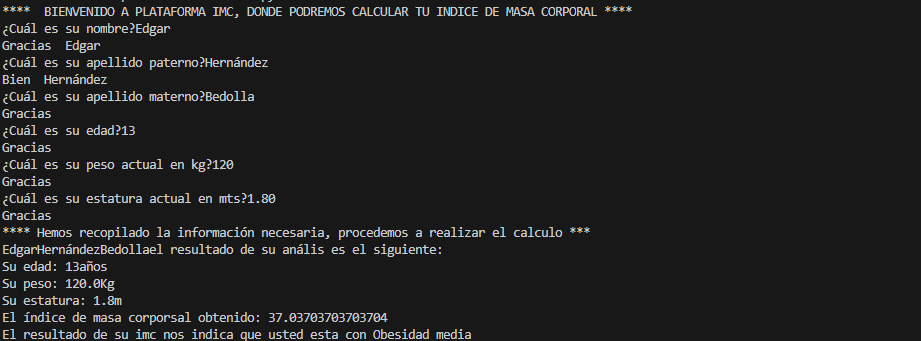 **** BIENVENIDO A PLATAFORMA IMC, DONDE PODREMOS CALCULAR TU INDICE DE MASA CORPORAL ****
¿Cuál es su nombre?Edgar
Gracias  Edgar
¿Cuál es su apellido paterno?Hernández
Bien  Hernández
¿Cuál es su apellido materno?Bedolla
Gracias
¿Cuál es su edad?13
Gracias
¿Cuál es su peso actual en kg?120
Gracias
¿Cuál es su estatura actual en mts?1.80
Gracias
**** Hemos recopilado la información necesaria, procedemos a realizar el calculo ***
EdgarHernándezBedollael resultado de su anális es el siguiente:
Su edad: 13años
Su peso: 120.0Kg
Su estatura: 1.8m
El índice de masa corporsal obtenido: 37.03703703703704
El resultado de su imc nos indica que usted esta con Obesidad media